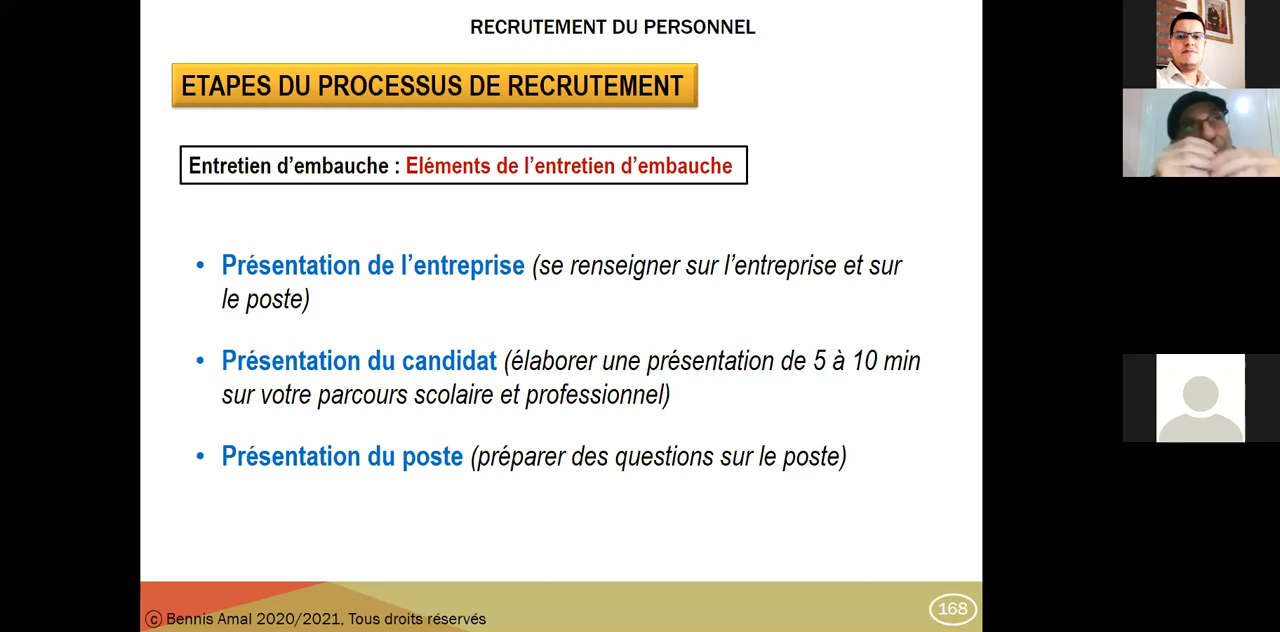 RECRUTEMENT DU PERSONNEL
ETAPES DU PROCESSUS DE RECRUTEMENT
Entretien d’embauche : Eléments de l’entretien d’embauche
• Présentation de l’entreprise (se renseigner sur l’entreprise et sur
le poste)
• Présentation du candidat (élaborer une présentation de 5 à 10 min
sur votre parcours scolaire et professionnel)
• Présentation du poste (préparer des questions sur le poste)
© Bennis Amal 2020/2021, Tous droits réservés
168